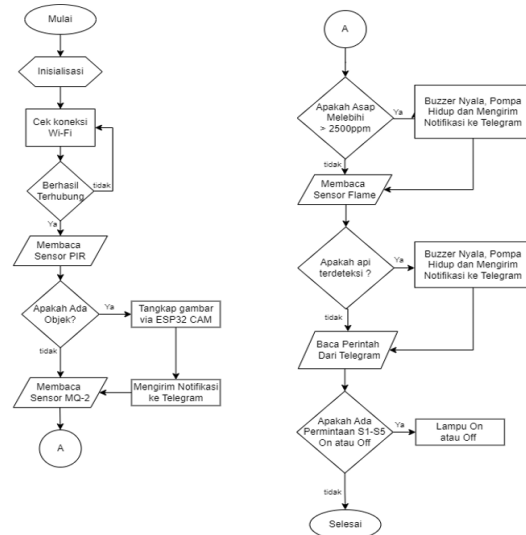 Mulai
Inisialisasi
Cek koneksi
Wi-Fi
Berhasil
Terhubung
tidak
Ya
Membaca
Sensor PIR
Apakah Ada
Objek?
Ya
Tangkap gambar
via ESP32 CAM
tidak
Membaca
Sensor MQ-2
Mengirim Notifikasi
ke Telegram
A
A
Apakah Asap
Melebihi
> 2500ppm
Ya
Buzzer Nyala, Pompa
Hidup dan Mengirim
Notifikasi ke Telegram
tidak
Membaca
Sensor Flame
Apakah api
terdeteksi ?
Ya
Buzzer Nyala, Pompa
Hidup dan Mengirim
Notifikasi ke Telegram
tidak
Baca Perintah
Dari Telegram
Apakah Ada
Permintaan S1-S5
On atau Off
Ya
Lampu On
atau Off
tidak
Selesai